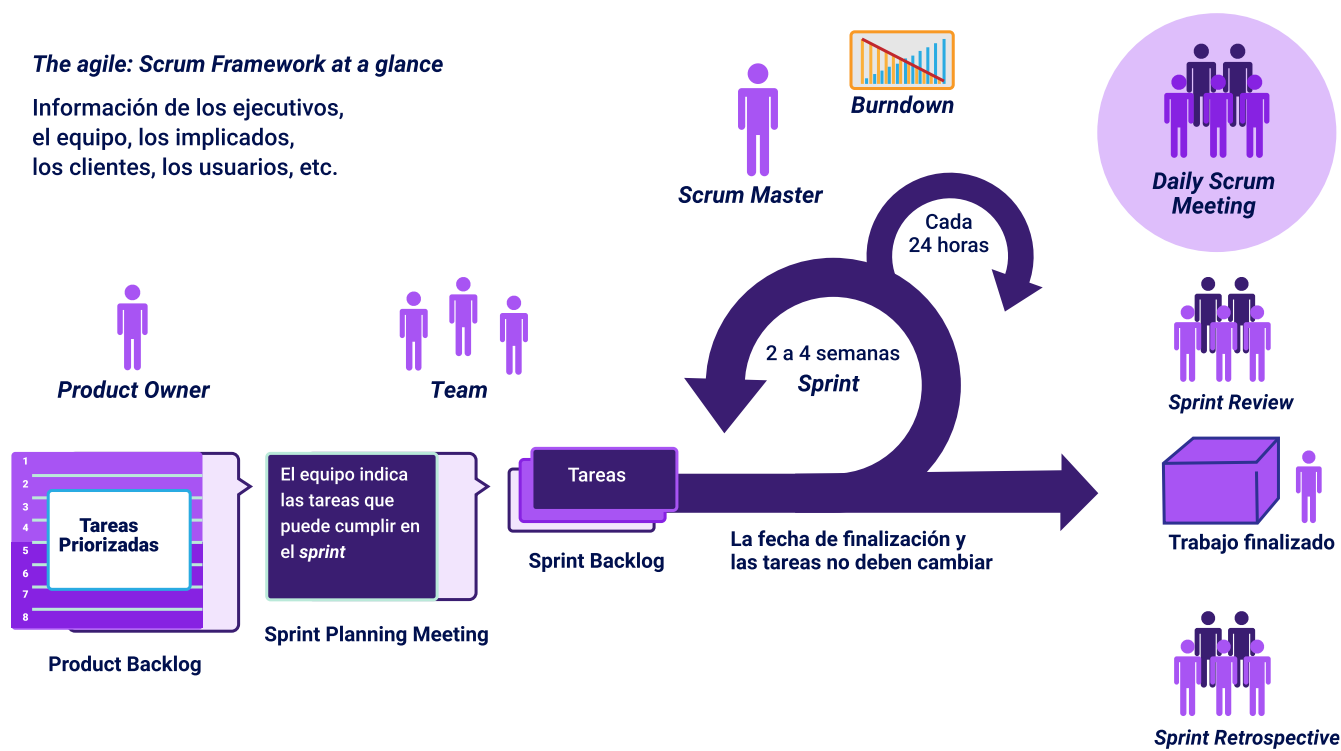 The agile: Scrum Framework at a glance
Información de los ejecutivos,
el equipo, los implicados,
los clientes, los usuarios, etc.
Burndown
Scrum Master
Daily Scrum
Meeting
Cada
24 horas
Product Owner
Team
2 a 4 semanas
Sprint
Sprint Review
1
2
3
4
5
6
7
8
Tareas
Priorizadas
El equipo indica
las tareas que
puede cumplir en
el sprint
Tareas
Product Backlog
Sprint Planning Meeting
Sprint Backlog
La fecha de finalización y
las tareas no deben cambiar
Trabajo finalizado
Sprint Retrospective